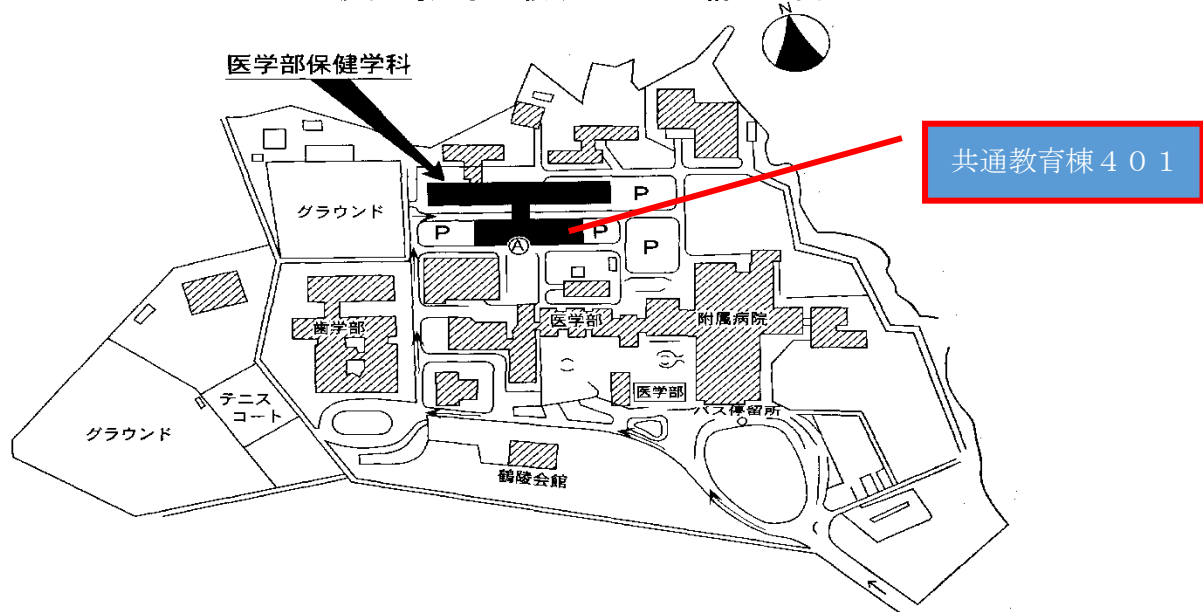 N
医学部保健学科
共通教育棟４０１
P
グラウンド
P
P
P
A
歯学部
医学部
附属病院
医学部
テニス
コート
バス停留所
グラウンド
鶴陵会館